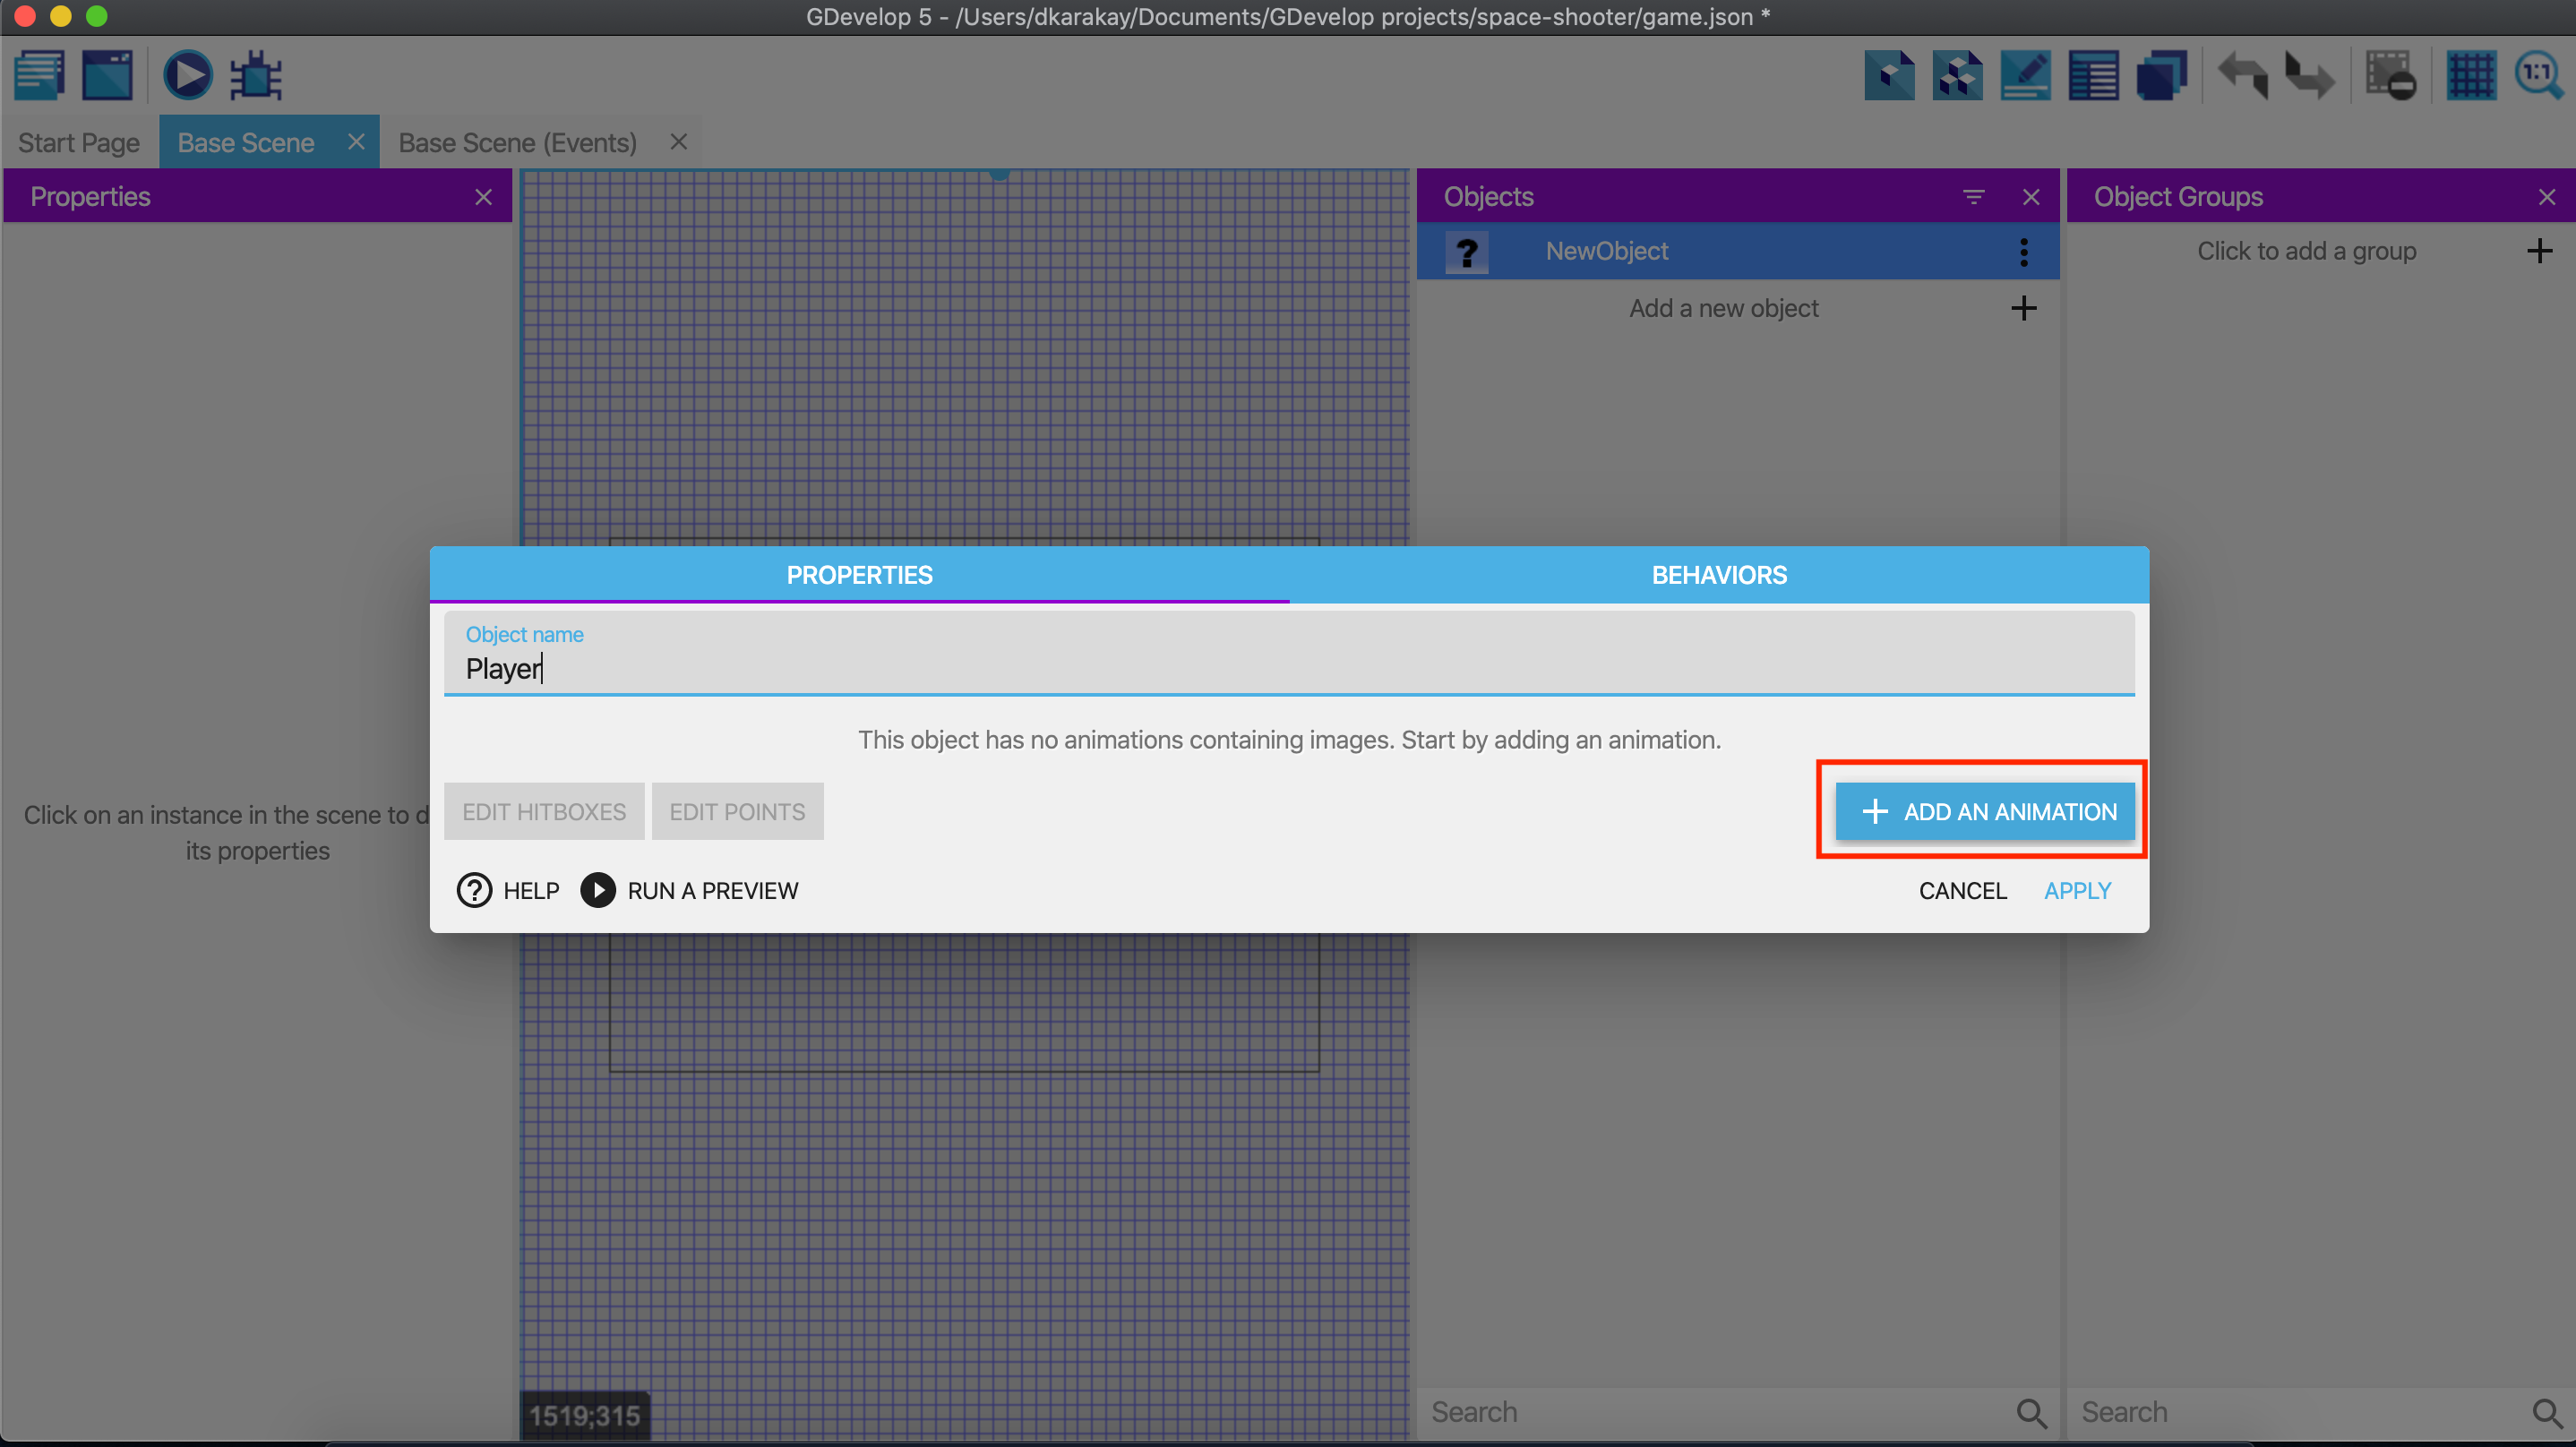 GDevelop 5 - /Users/dkarakay/Documents/GDevelop projects/space-shooter/game.json *
1:1
Start Page
Base Scene
Base Scene (Events)
Properties
Objects
Object Groups
?
NewObject
Click to add a group
Add a new object
PROPERTIES
BEHAVIORS
Object name
Player
This object has no animations containing images. Start by adding an animation.
EDIT HITBOXES
EDIT POINTS
ADD AN ANIMATION
Click on an instance in the scene to d
its properties
HELP
RUN A PREVIEW
CANCEL
APPLY
1519;315
Search
Search